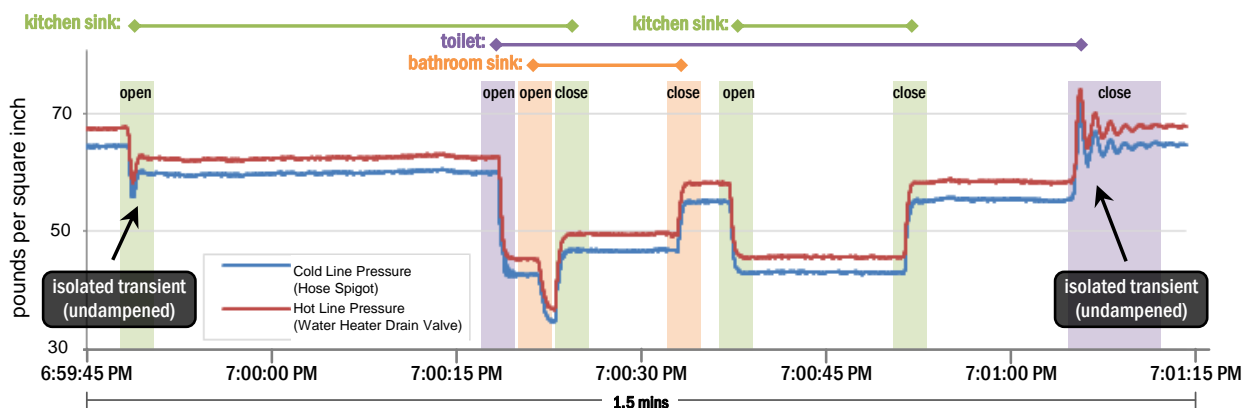 kitchen sink:
kitchen sink:
toilet:
bathroom sink:
open
open open close
close
open
close
close
pounds per square inch
70
50
30
isolated transient
(undampened)
Cold Line Pressure
(Hose Spigot)
Hot Line Pressure
(Water Heater Drain Valve)
isolated transient
(undampened)
6:59:45 PM
7:00:00 PM
7:00:15 PM
7:00:30 PM
7:00:45 PM
7:01:00 PM
7:01:15 PM
1.5 mins